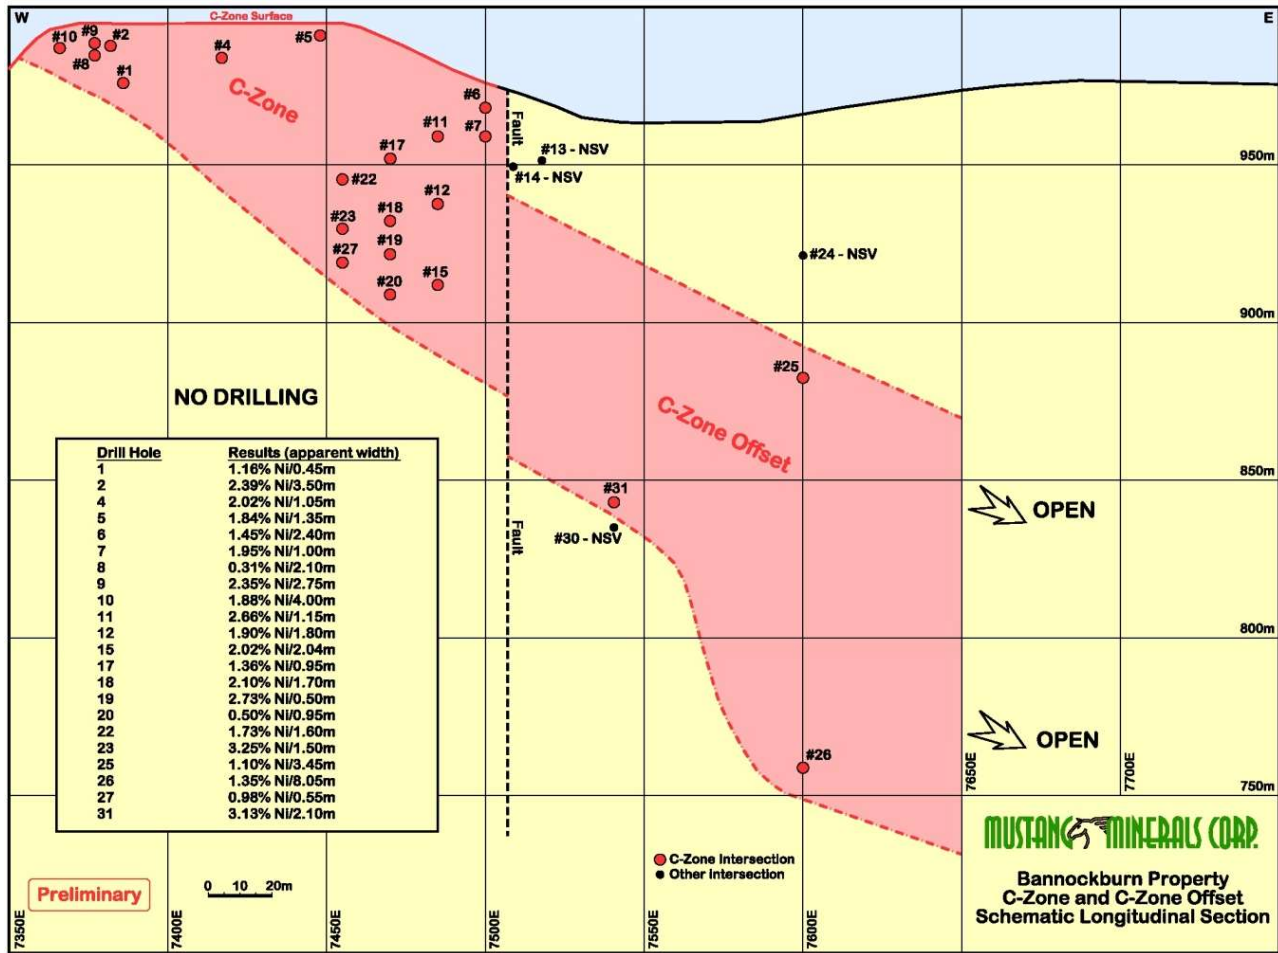 W
C-Zone Surface
E
#10
#9
#2
#8
#1
#4
#5
C-Zone
#6
#7
#11
#17
#22
#12
#18
#23
#19
#27
#15
#20
Fault
#13 - NSV
#14 - NSV
950m
#24 - NSV
900m
#25
C-Zone Offset
NO DRILLING
850m
#31
#30 - NSV
Fault
OPEN
800m
OPEN
#26
750m
Drill Hole Results (apparent width)
1 1.16% Ni/0.45m
2 2.39% Ni/3.50m
4 2.02% Ni/1.05m
5 1.84% Ni/1.35m
6 1.45% Ni/2.40m
7 1.95% Ni/1.00m
8 0.31% Ni/2.10m
9 2.35% Ni/2.75m
10 1.88% Ni/4.00m
11 2.66% Ni/1.15m
12 1.90% Ni/1.80m
15 2.02% Ni/2.04m
17 1.36% Ni/0.95m
18 2.10% Ni/1.70m
19 2.73% Ni/0.50m
20 0.50% Ni/0.95m
22 1.73% Ni/1.60m
23 3.25% Ni/1.50m
25 1.10% Ni/3.45m
26 1.35% Ni/8.05m
27 0.98% Ni/0.55m
31 3.13% Ni/2.10m
Preliminary
0 10 20m
C-Zone Intersection
Other Intersection
7350E
7400E
7450E
7500E
7550E
7600E
7650E
7700E
MUSTANG MINERALS CORP.
Bannockburn Property
C-Zone and C-Zone Offset
Schematic Longitudinal Section